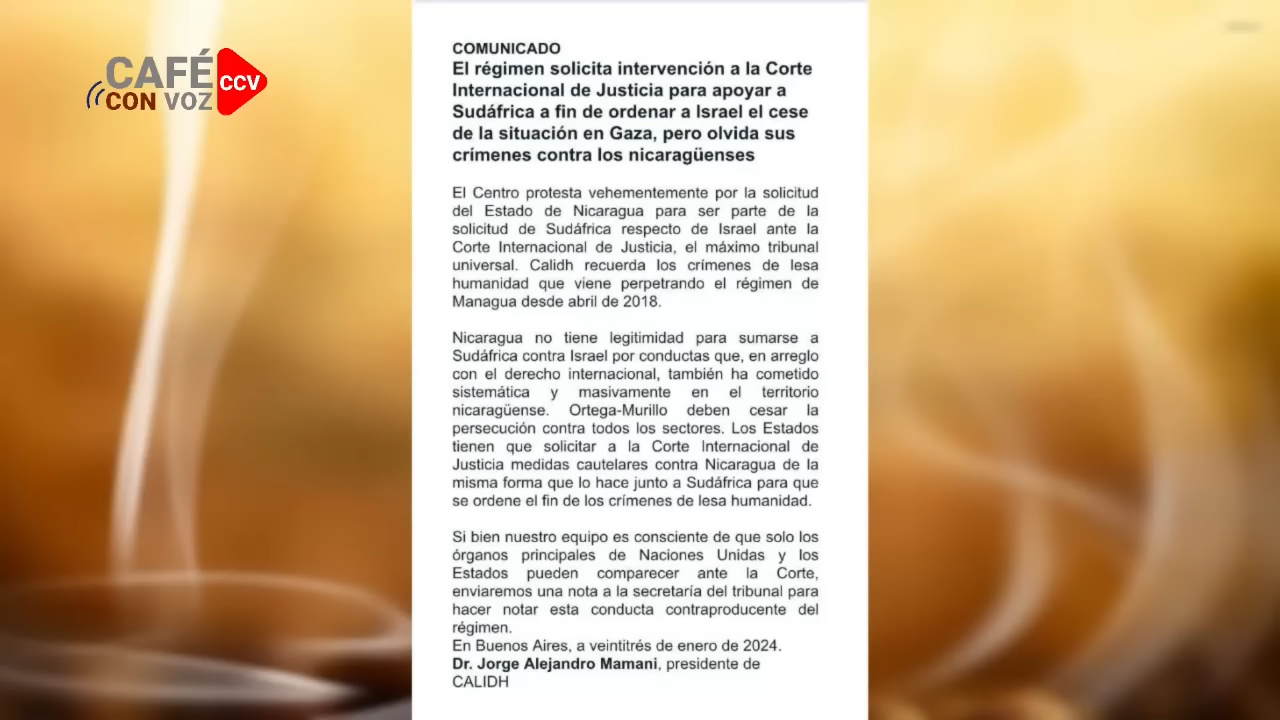 CAFÉ
CON VOZ
CCV
COMUNICADO
El régimen solicita intervención a la Corte
Internacional de Justicia para apoyar a
Sudáfrica a fin de ordenar a Israel el cese
de la situación en Gaza, pero olvida sus
crímenes contra los nicaragüenses
El Centro protesta vehementemente por la solicitud
del Estado de Nicaragua para ser parte de la
solicitud de Sudáfrica respecto de Israel ante la
Corte Internacional de Justicia, el máximo tribunal
universal. Calidh recuerda los crímenes de lesa
humanidad que viene perpetrando el régimen de
Managua desde abril de 2018.
Nicaragua no tiene legitimidad para sumarse a
Sudáfrica contra Israel por conductas que, en arreglo
con el derecho internacional, también ha cometido
sistemática y masivamente en el territorio
nicaragüense. Ortega-Murillo deben cesar la
persecución contra todos los sectores. Los Estados
tienen que solicitar a la Corte Internacional de
Justicia medidas cautelares contra Nicaragua de la
misma forma que lo hace junto a Sudáfrica para que
se ordene el fin de los crímenes de lesa humanidad.
Si bien nuestro equipo es consciente de que solo los
órganos principales de Naciones Unidas y los
Estados pueden comparecer ante la Corte,
enviaremos una nota a la secretaría del tribunal para
hacer notar esta conducta contraproducente del
régimen.
En Buenos Aires, a veintitrés de enero de 2024.
Dr. Jorge Alejandro Mamani, presidente de
CALIDH